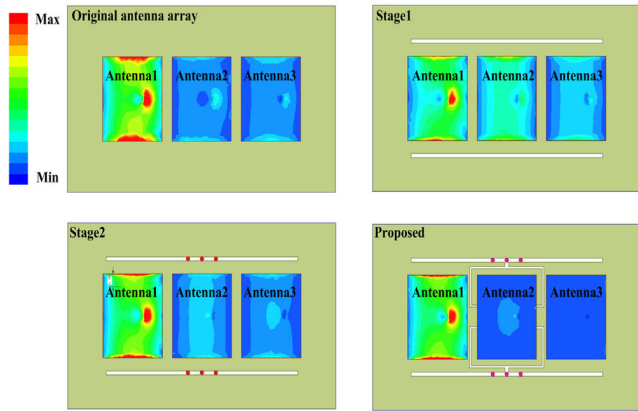 Max
Min
Original antenna array
Antenna1 Antenna2 Antenna3
Stage1
Antenna1 Antenna2 Antenna3
Stage2
Antenna1 Antenna2 Antenna3
Proposed
Antenna1 Antenna2 Antenna3